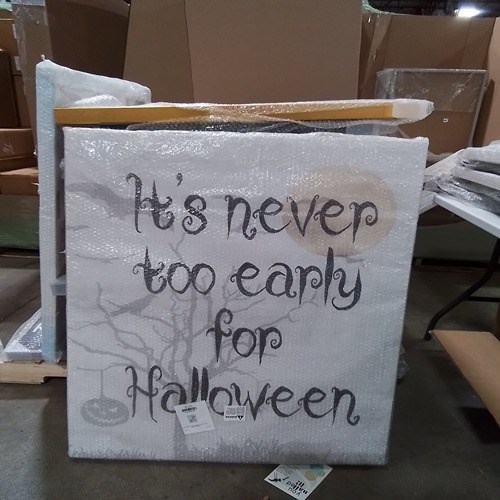 It's never
too early
for
Halloween